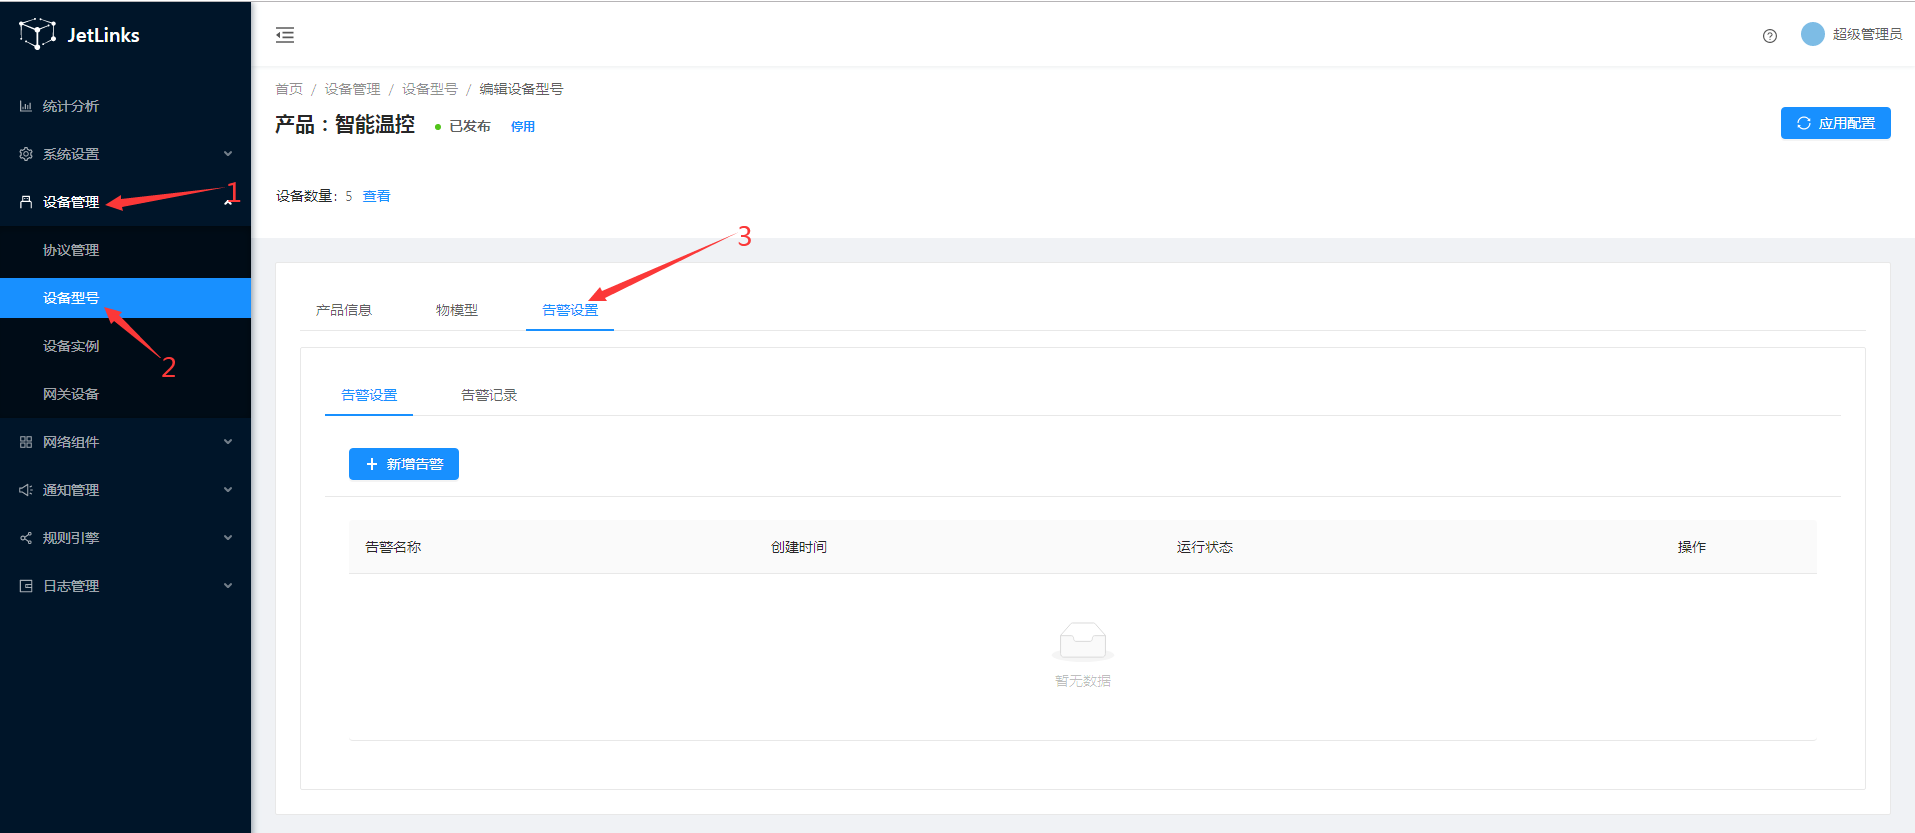 JetLinks
超级管理员
统计分析
系统设置
设备管理
1
协议管理
设备型号
2
设备实例
网关设备
网络组件
通知管理
规则引擎
日志管理
首页 / 设备管理 / 设备型号 / 编辑设备型号
产品：智能温控 已发布 停用
应用配置
设备数量: 5 查看
3
产品信息 物模型 告警设置
告警设置 告警记录
+ 新增告警
告警名称 创建时间 运行状态 操作
暂无数据